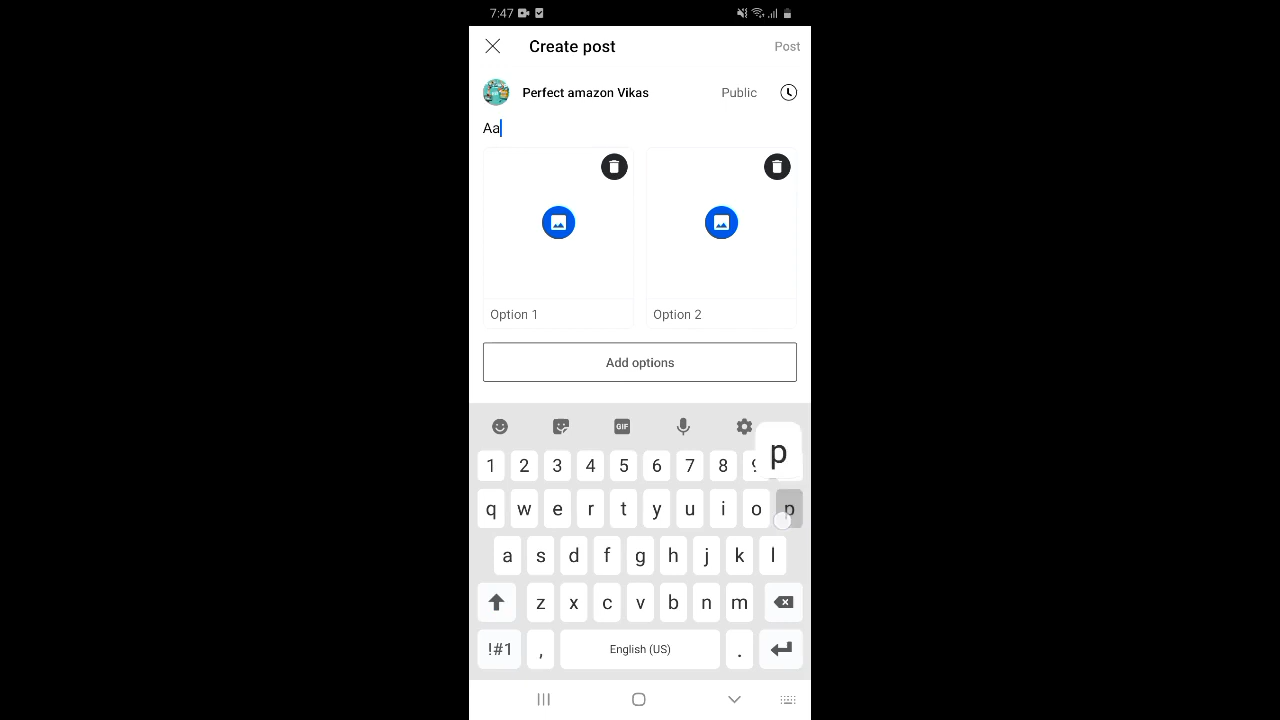 7:47
Create post
Post
Perfect amazon Vikas
Public
Aa
Option 1
Option 2
Add options
GIF
p
1 2 3 4 5 6 7 8 9
q w e r t y u i o p
a s d f g h j k l
z x c v b n m
!#1 , English (US) .